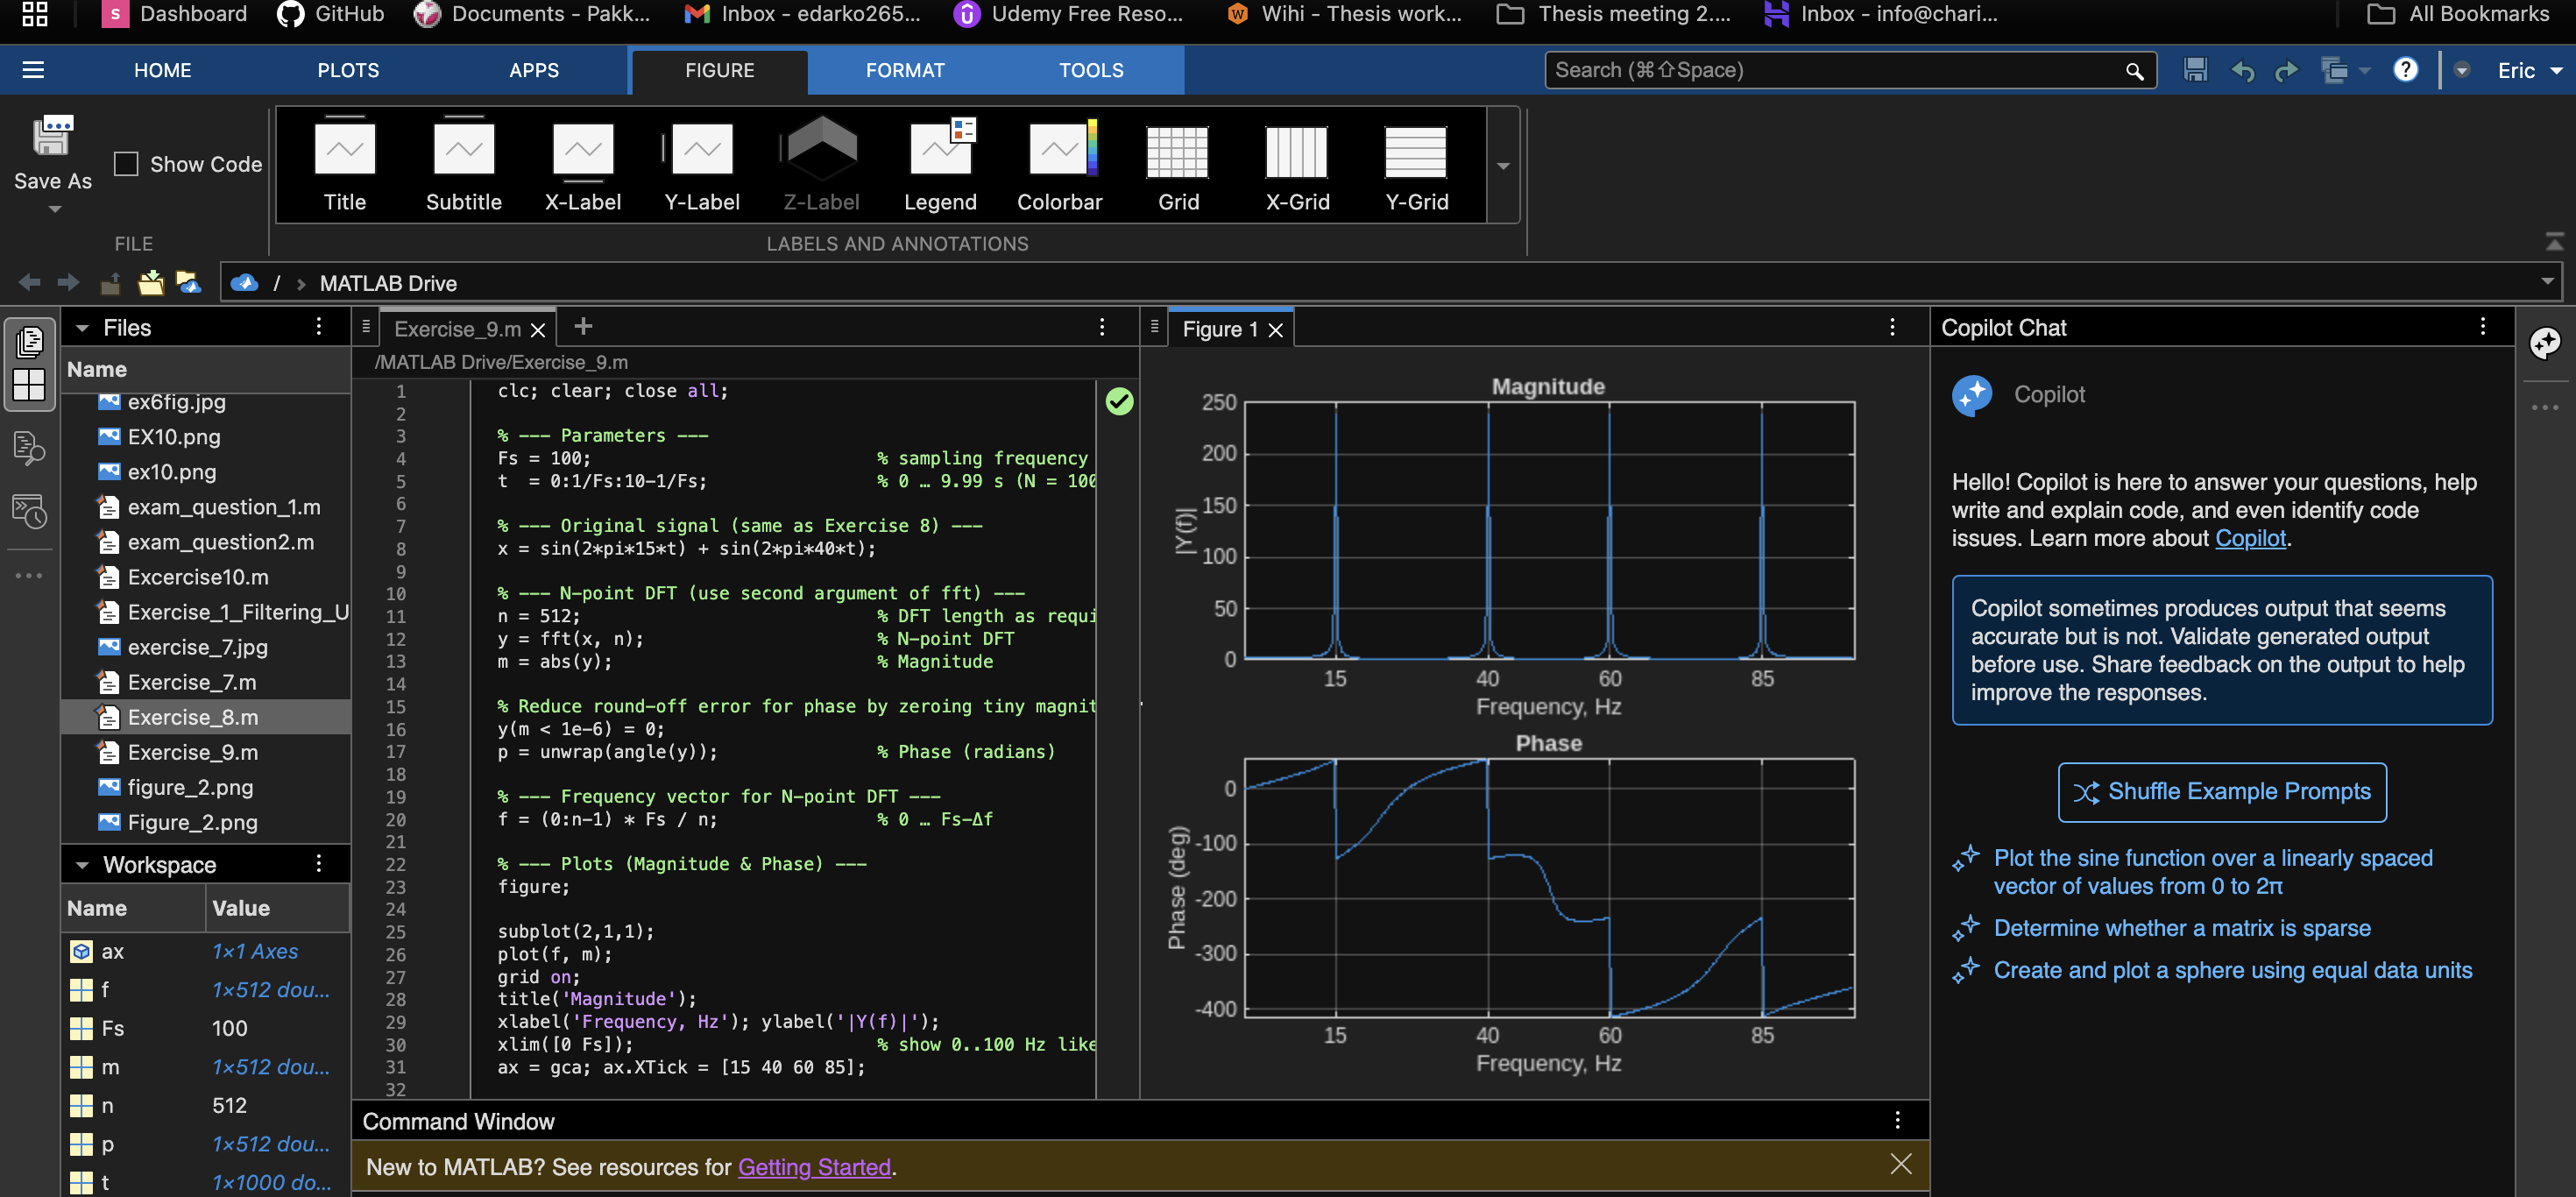 Dashboard
GitHub
Documents - Pakk...
Inbox - edarko265...
Udemy Free Reso...
Wihi - Thesis work...
Thesis meeting 2....
Inbox - info@chari...
All Bookmarks
HOME
PLOTS
APPS
FIGURE
FORMAT
TOOLS
Search (⌘⇧Space)
Eric
Save As
Show Code
Title
Subtitle
X-Label
Y-Label
Z-Label
Legend
Colorbar
Grid
X-Grid
Y-Grid
FILE
LABELS AND ANNOTATIONS
/ › MATLAB Drive
Files
Name
ex6fig.jpg
EX10.png
ex10.png
exam_question_1.m
exam_question2.m
Excercise10.m
Exercise_1_Filtering_U
exercise_7.jpg
Exercise_7.m
Exercise_8.m
Exercise_9.m
figure_2.png
Figure_2.png
Workspace
Name Value
ax 1×1 Axes
f 1×512 dou...
Fs 100
m 1×512 dou...
n 512
p 1×512 dou...
t 1×1000 do...
Exercise_9.m
/MATLAB Drive/Exercise_9.m
1 clc; clear; close all;
2
3 % --- Parameters ---
4 Fs = 100; % sampling frequency
5 t = 0:1/Fs:10-1/Fs; % 0 … 9.99 s (N = 100
6
7 % --- Original signal (same as Exercise 8) ---
8 x = sin(2*pi*15*t) + sin(2*pi*40*t);
9
10 % --- N-point DFT (use second argument of fft) ---
11 n = 512; % DFT length as requi
12 y = fft(x, n); % N-point DFT
13 m = abs(y); % Magnitude
14
15 % Reduce round-off error for phase by zeroing tiny magnit
16 y(m < 1e-6) = 0;
17 p = unwrap(angle(y)); % Phase (radians)
18
19 % --- Frequency vector for N-point DFT ---
20 f = (0:n-1) * Fs / n; % 0 … Fs-Δf
21
22 % --- Plots (Magnitude & Phase) ---
23 figure;
24
25 subplot(2,1,1);
26 plot(f, m);
27 grid on;
28 title('Magnitude');
29 xlabel('Frequency, Hz'); ylabel('|Y(f)|');
30 xlim([0 Fs]); % show 0..100 Hz like
31 ax = gca; ax.XTick = [15 40 60 85];
32
Figure 1
Magnitude
250
200
150
100
50
0
|Y(f)|
15 40 60 85
Frequency, Hz
Phase
0
-100
-200
-300
-400
Phase (deg)
15 40 60 85
Frequency, Hz
Command Window
New to MATLAB? See resources for Getting Started.
Copilot Chat
Copilot
Hello! Copilot is here to answer your questions, help
write and explain code, and even identify code
issues. Learn more about Copilot.
Copilot sometimes produces output that seems
accurate but is not. Validate generated output
before use. Share feedback on the output to help
improve the responses.
Shuffle Example Prompts
Plot the sine function over a linearly spaced
vector of values from 0 to 2π
Determine whether a matrix is sparse
Create and plot a sphere using equal data units